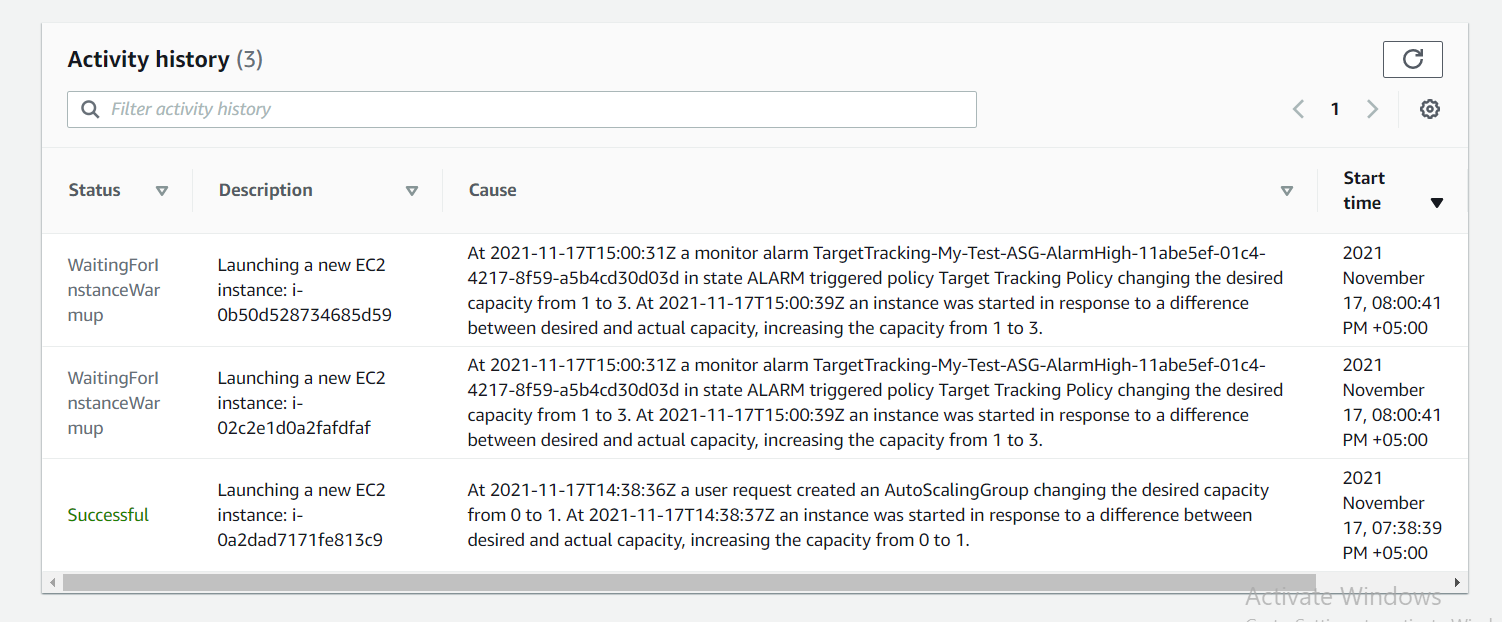 Activity history (3)
Filter activity history
1
Status
Description
Cause
Start
time
WaitingForI
nstanceWar
mup
Launching a new EC2
instance: i-
0b50d528734685d59
At 2021-11-17T15:00:31Z a monitor alarm TargetTracking-My-Test-ASG-AlarmHigh-11abe5ef-01c4-
4217-8f59-a5b4cd30d03d in state ALARM triggered policy Target Tracking Policy changing the desired
capacity from 1 to 3. At 2021-11-17T15:00:39Z an instance was started in response to a difference
between desired and actual capacity, increasing the capacity from 1 to 3.
2021
November
17, 08:00:41
PM +05:00
WaitingForI
nstanceWar
mup
Launching a new EC2
instance: i-
02c2e1d0a2fafdfaf
At 2021-11-17T15:00:31Z a monitor alarm TargetTracking-My-Test-ASG-AlarmHigh-11abe5ef-01c4-
4217-8f59-a5b4cd30d03d in state ALARM triggered policy Target Tracking Policy changing the desired
capacity from 1 to 3. At 2021-11-17T15:00:39Z an instance was started in response to a difference
between desired and actual capacity, increasing the capacity from 1 to 3.
2021
November
17, 08:00:41
PM +05:00
Successful
Launching a new EC2
instance: i-
0a2dad7171fe813c9
At 2021-11-17T14:38:36Z a user request created an AutoScalingGroup changing the desired capacity
from 0 to 1. At 2021-11-17T14:38:37Z an instance was started in response to a difference between
desired and actual capacity, increasing the capacity from 0 to 1.
2021
November
17, 07:38:39
PM +05:00
Activate Windows